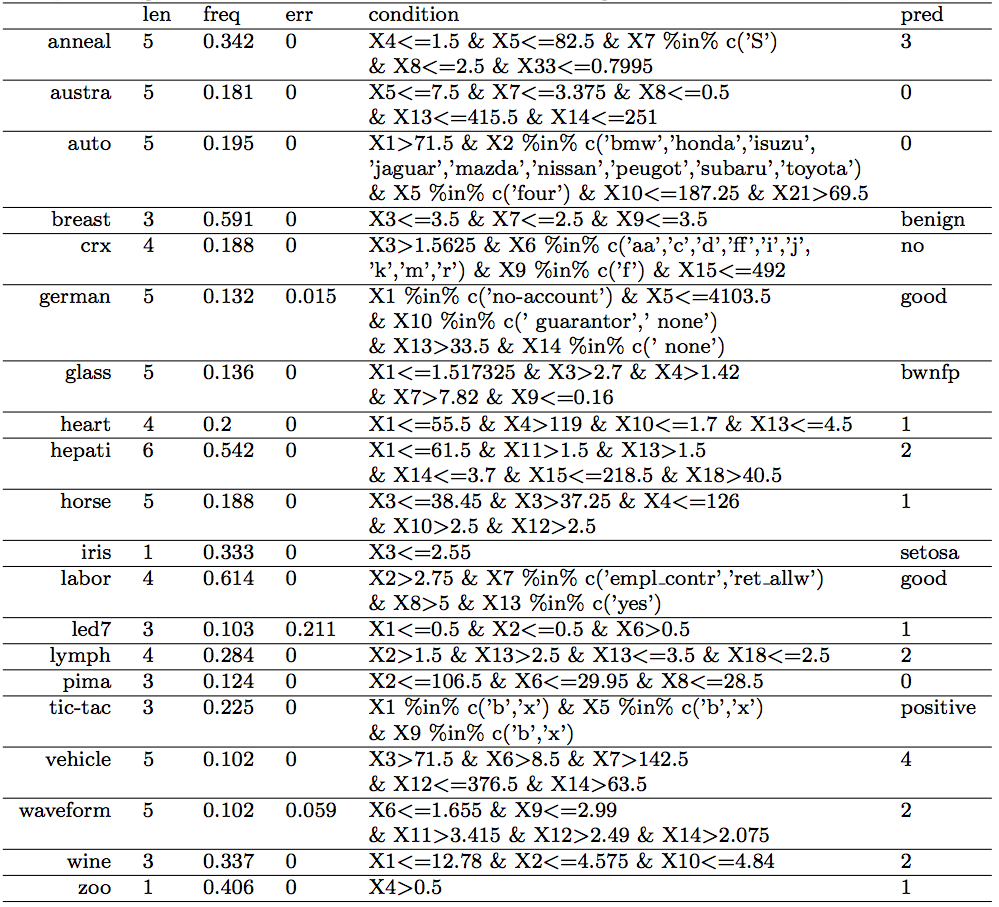 len freq err condition pred
anneal 5 0.342 0 X4<=1.5 & X5<=82.5 & X7 %in% c('S') 3
& X8<=2.5 & X33<=0.7995
austra 5 0.181 0 X5<=7.5 & X7<=3.375 & X8<=0.5 0
& X13<=415.5 & X14<=251
auto 5 0.195 0 X1>71.5 & X2 %in% c('bmw','honda','isuzu', 0
'jaguar','mazda','nissan','peugot','subaru','toyota')
& X5 %in% c('four') & X10<=187.25 & X21>69.5
breast 3 0.591 0 X3<=3.5 & X7<=2.5 & X9<=3.5 benign
crx 4 0.188 0 X3>1.5625 & X6 %in% c('aa','c','d','ff','i','j', no
'k','m','r') & X9 %in% c('f') & X15<=492
german 5 0.132 0.015 X1 %in% c('no-account') & X5<=4103.5 good
& X10 %in% c(' guarantor',' none')
& X13>33.5 & X14 %in% c(' none')
glass 5 0.136 0 X1<=1.517325 & X3>2.7 & X4>1.42 bwnfp
& X7>7.82 & X9<=0.16
heart 4 0.2 0 X1<=55.5 & X4>119 & X10<=1.7 & X13<=4.5 1
hepati 6 0.542 0 X1<=61.5 & X11>1.5 & X13>1.5 2
& X14<=3.7 & X15<=218.5 & X18>40.5
horse 5 0.188 0 X3<=38.45 & X3>37.25 & X4<=126 1
& X10>2.5 & X12>2.5
iris 1 0.333 0 X3<=2.55 setosa
labor 4 0.614 0 X2>2.75 & X7 %in% c('empl_contr','ret_allw') good
& X8>5 & X13 %in% c('yes')
led7 3 0.103 0.211 X1<=0.5 & X2<=0.5 & X6>0.5 1
lymph 4 0.284 0 X2>1.5 & X13>2.5 & X13<=3.5 & X18<=2.5 2
pima 3 0.124 0 X2<=106.5 & X6<=29.95 & X8<=28.5 0
tic-tac 3 0.225 0 X1 %in% c('b','x') & X5 %in% c('b','x') positive
& X9 %in% c('b','x')
vehicle 5 0.102 0 X3>71.5 & X6>8.5 & X7>142.5 4
& X12<=376.5 & X14>63.5
waveform 5 0.102 0.059 X6<=1.655 & X9<=2.99 2
& X11>3.415 & X12>2.49 & X14>2.075
wine 3 0.337 0 X1<=12.78 & X2<=4.575 & X10<=4.84 2
zoo 1 0.406 0 X4>0.5 1